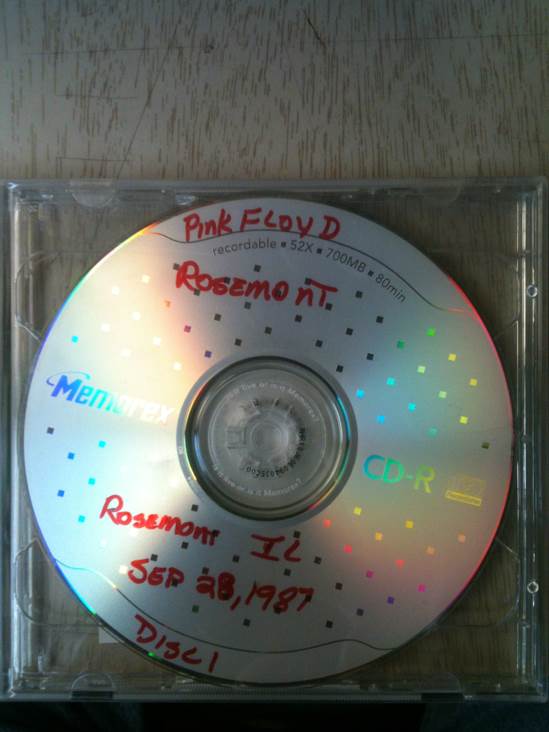 Pink FLOYD
recordable ▪ 52X ▪ 700MB ▪ 80min
ROSEMONT
Memorex
CD-R
ROSEMONT IL
SEP 28, 1987
DISC 1